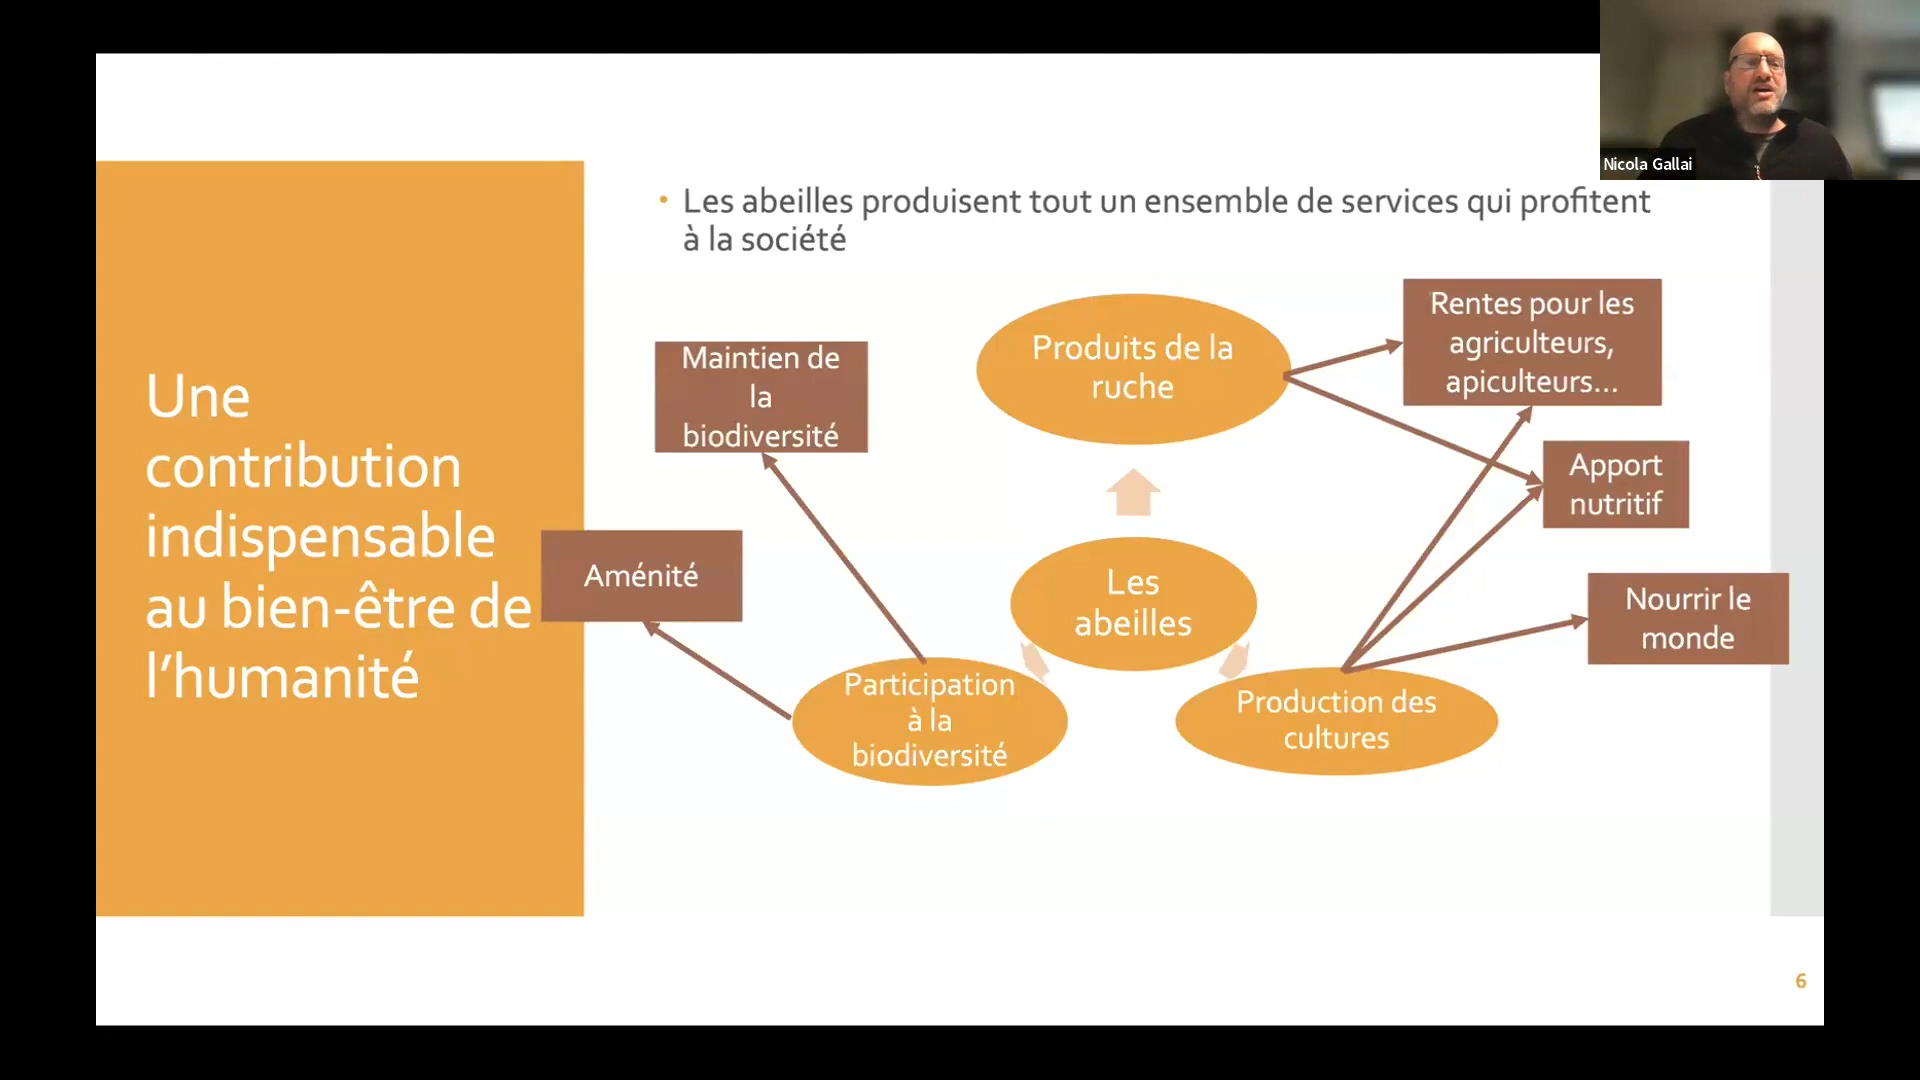 Nicola Gallai
Une
contribution
indispensable
au bien-être de
l’humanité
• Les abeilles produisent tout un ensemble de services qui profitent
à la société
Maintien de
la
biodiversité
Aménité
Produits de la
ruche
Les
abeilles
Participation
à la
biodiversité
Production des
cultures
Rentes pour les
agriculteurs,
apiculteurs...
Apport
nutritif
Nourrir le
monde
6